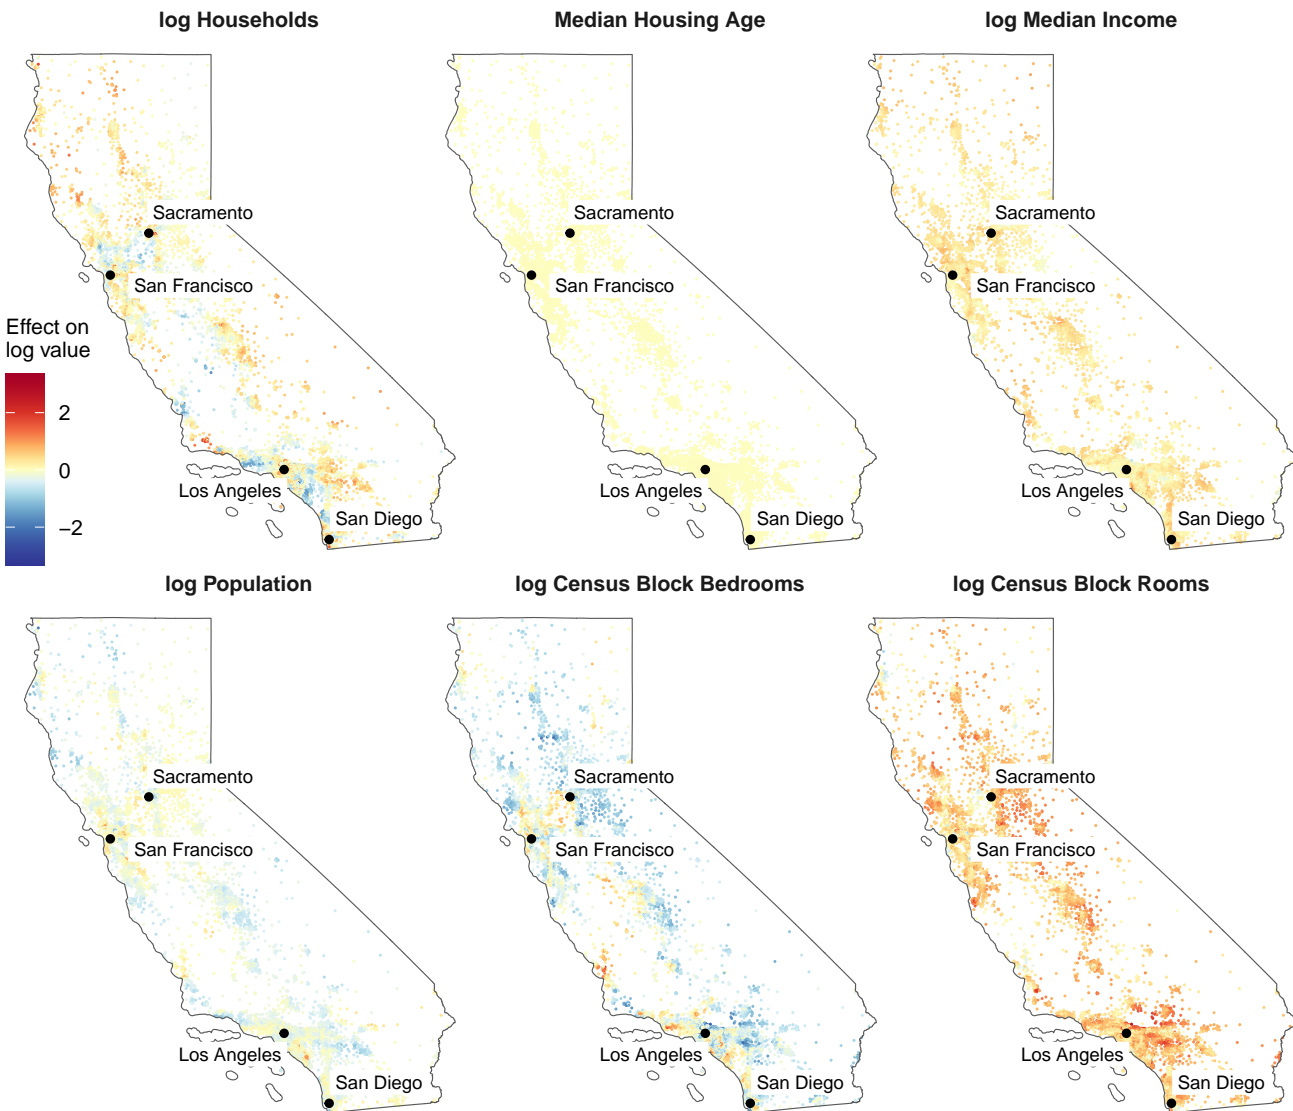 log Households
Median Housing Age
log Median Income
Sacramento
San Francisco
Los Angeles
San Diego
Sacramento
San Francisco
Los Angeles
San Diego
Sacramento
San Francisco
Los Angeles
San Diego
Effect on
log value
2
0
−2
log Population
log Census Block Bedrooms
log Census Block Rooms
Sacramento
San Francisco
Los Angeles
San Diego
Sacramento
San Francisco
Los Angeles
San Diego
Sacramento
San Francisco
Los Angeles
San Diego